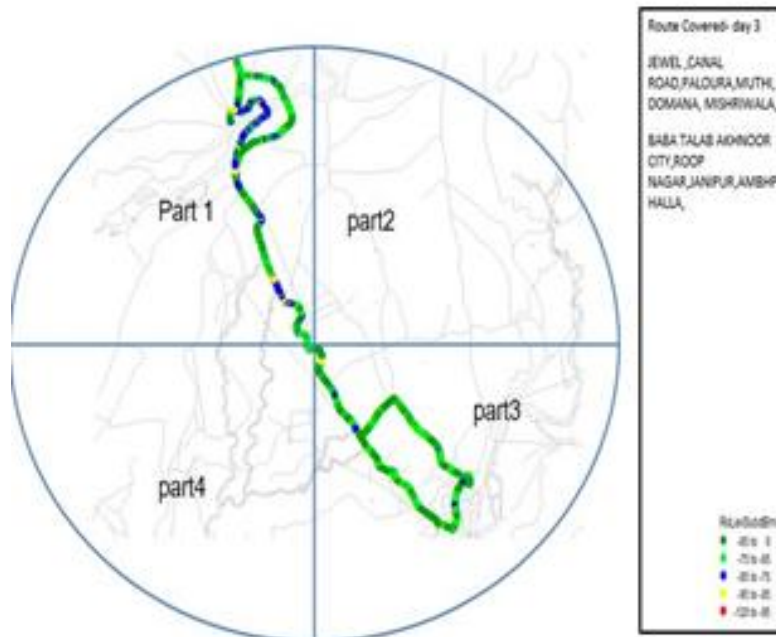 Route Covered- day 3
JEWEL ,CANAL
ROAD,PALOURA,MUTHI,
DOMANA, MISHRIWALA,
BABA TALAB AKHNOOR
CITY,ROOP
NAGAR,JANIPUR,AMBHP
HALLA,
Part 1
part2
part3
part4